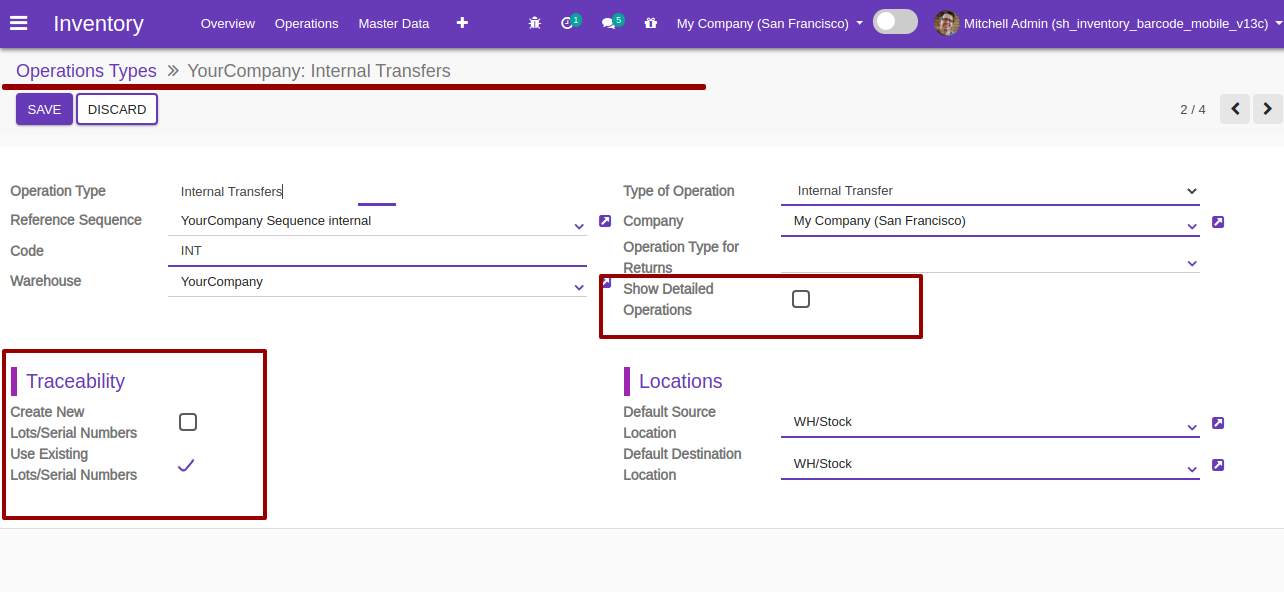 Inventory Overview Operations Master Data 1 5 My Company (San Francisco) Mitchell Admin (sh_inventory_barcode_mobile_v13c)
Operations Types » YourCompany: Internal Transfers
SAVE DISCARD 2 / 4
Operation Type Internal Transfers
Reference Sequence YourCompany Sequence internal
Code INT
Warehouse YourCompany
Type of Operation Internal Transfer
Company My Company (San Francisco)
Operation Type for
Returns
Show Detailed
Operations
Traceability
Create New
Lots/Serial Numbers
Use Existing
Lots/Serial Numbers
Locations
Default Source
Location WH/Stock
Default Destination
Location WH/Stock